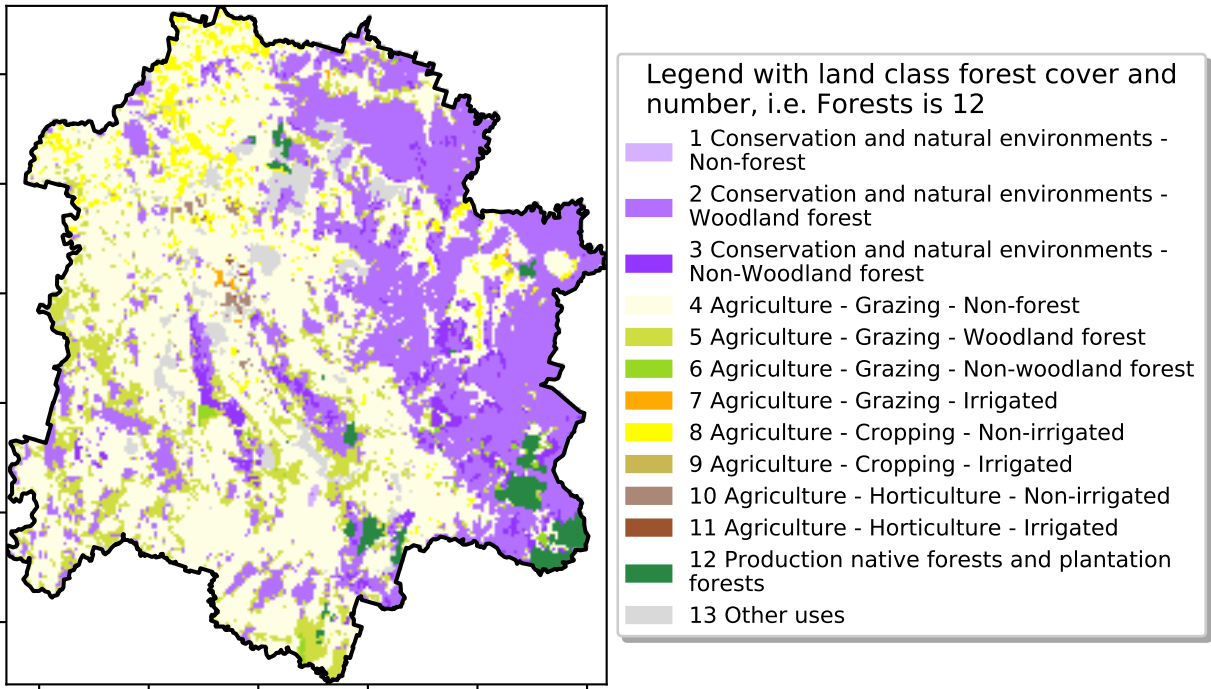 Legend with land class forest cover and
number, i.e. Forests is 12
1 Conservation and natural environments -
Non-forest
2 Conservation and natural environments -
Woodland forest
3 Conservation and natural environments -
Non-Woodland forest
4 Agriculture - Grazing - Non-forest
5 Agriculture - Grazing - Woodland forest
6 Agriculture - Grazing - Non-woodland forest
7 Agriculture - Grazing - Irrigated
8 Agriculture - Cropping - Non-irrigated
9 Agriculture - Cropping - Irrigated
10 Agriculture - Horticulture - Non-irrigated
11 Agriculture - Horticulture - Irrigated
12 Production native forests and plantation
forests
13 Other uses